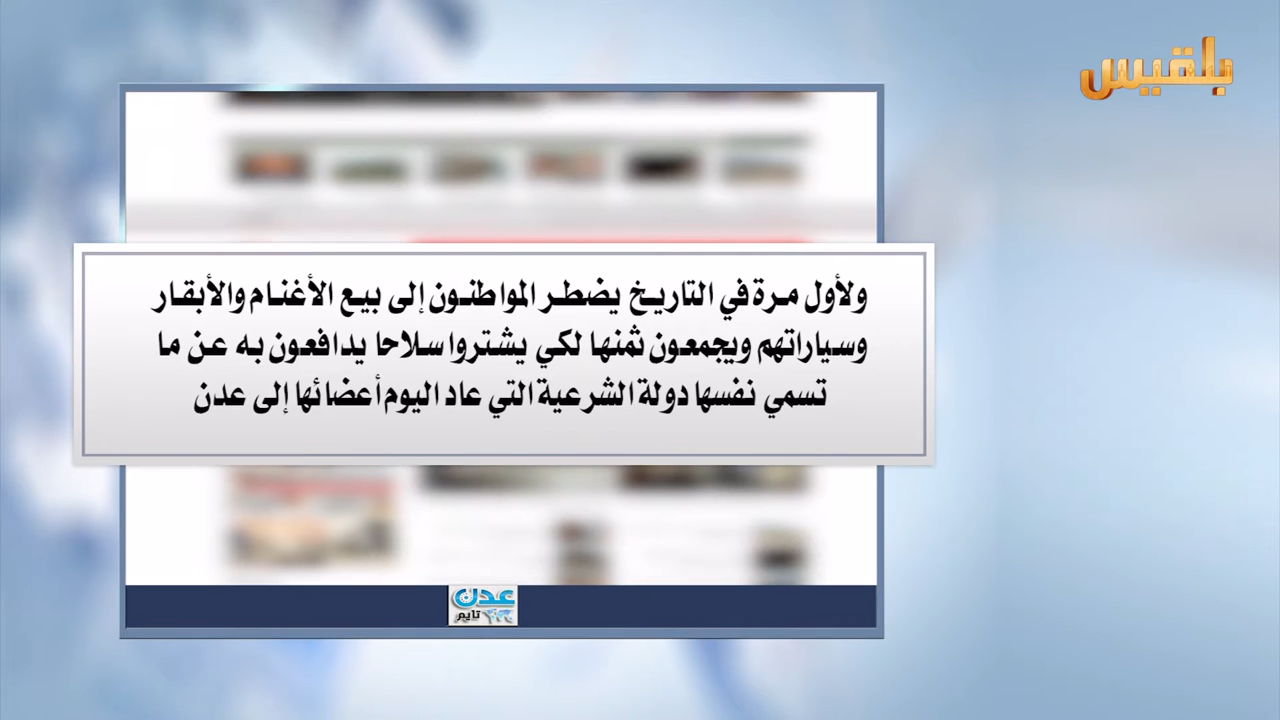 بلقيس
ولأول مرة في التاريخ يضطر المواطنون إلى بيع الأغنام والأبقار
وسياراتهم ويجمعون ثمنها لكي يشتروا سلاحا يدافعون به عن ما
تسمي نفسها دولة الشرعية التي عاد اليوم أعضائها إلى عدن
عدن
تايم